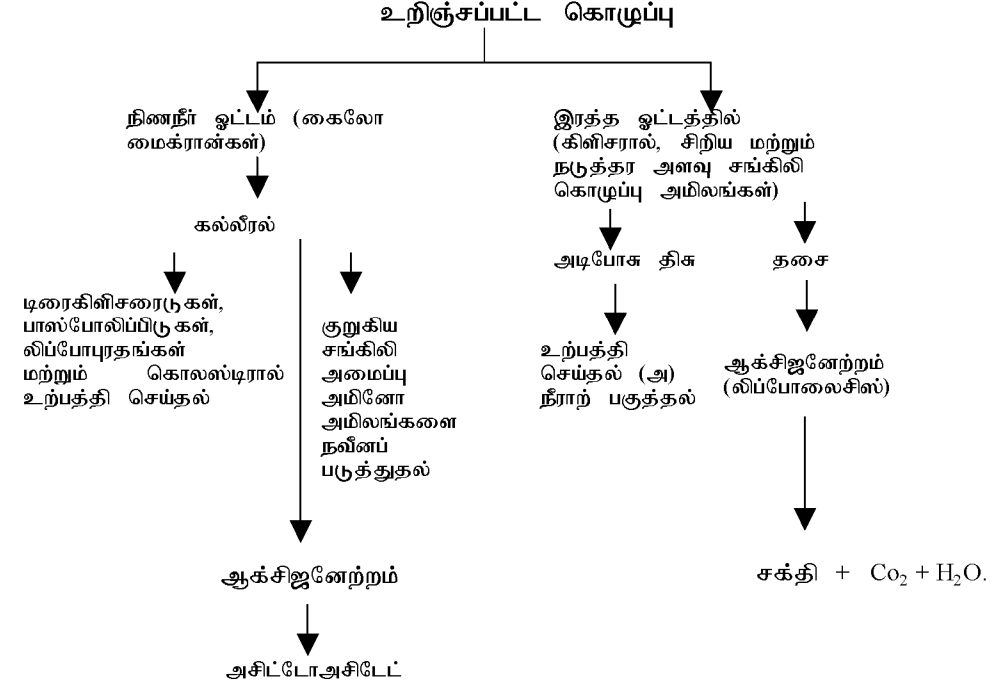 உறிஞ்சப்பட்ட கொழுப்பு
நிணநீர் ஓட்டம் (கைலோ
மைக்ரான்கள்)
கல்லீரல்
டிரைகிளிசரைடுகள்,
பாஸ்போலிப்பிடுகள்,
லிப்போபுரதங்கள்
மற்றும் கொலஸ்டிரால்
உற்பத்தி செய்தல்
குறுகிய
சங்கிலி
அமைப்பு
அமினோ
அமிலங்களை
நவீனப்
படுத்துதல்
ஆக்சிஜனேற்றம்
அசிட்டோஅசிடேட்
இரத்த ஓட்டத்தில்
(கிளிசரால், சிறிய மற்றும்
நடுத்தர அளவு சங்கிலி
கொழுப்பு அமிலங்கள்)
அடிபோசு திசு
உற்பத்தி
செய்தல் (அ)
நீராற் பகுத்தல்
தசை
ஆக்சிஜனேற்றம்
(லிப்போலைசிஸ்)
சக்தி + Co₂ + H₂O.